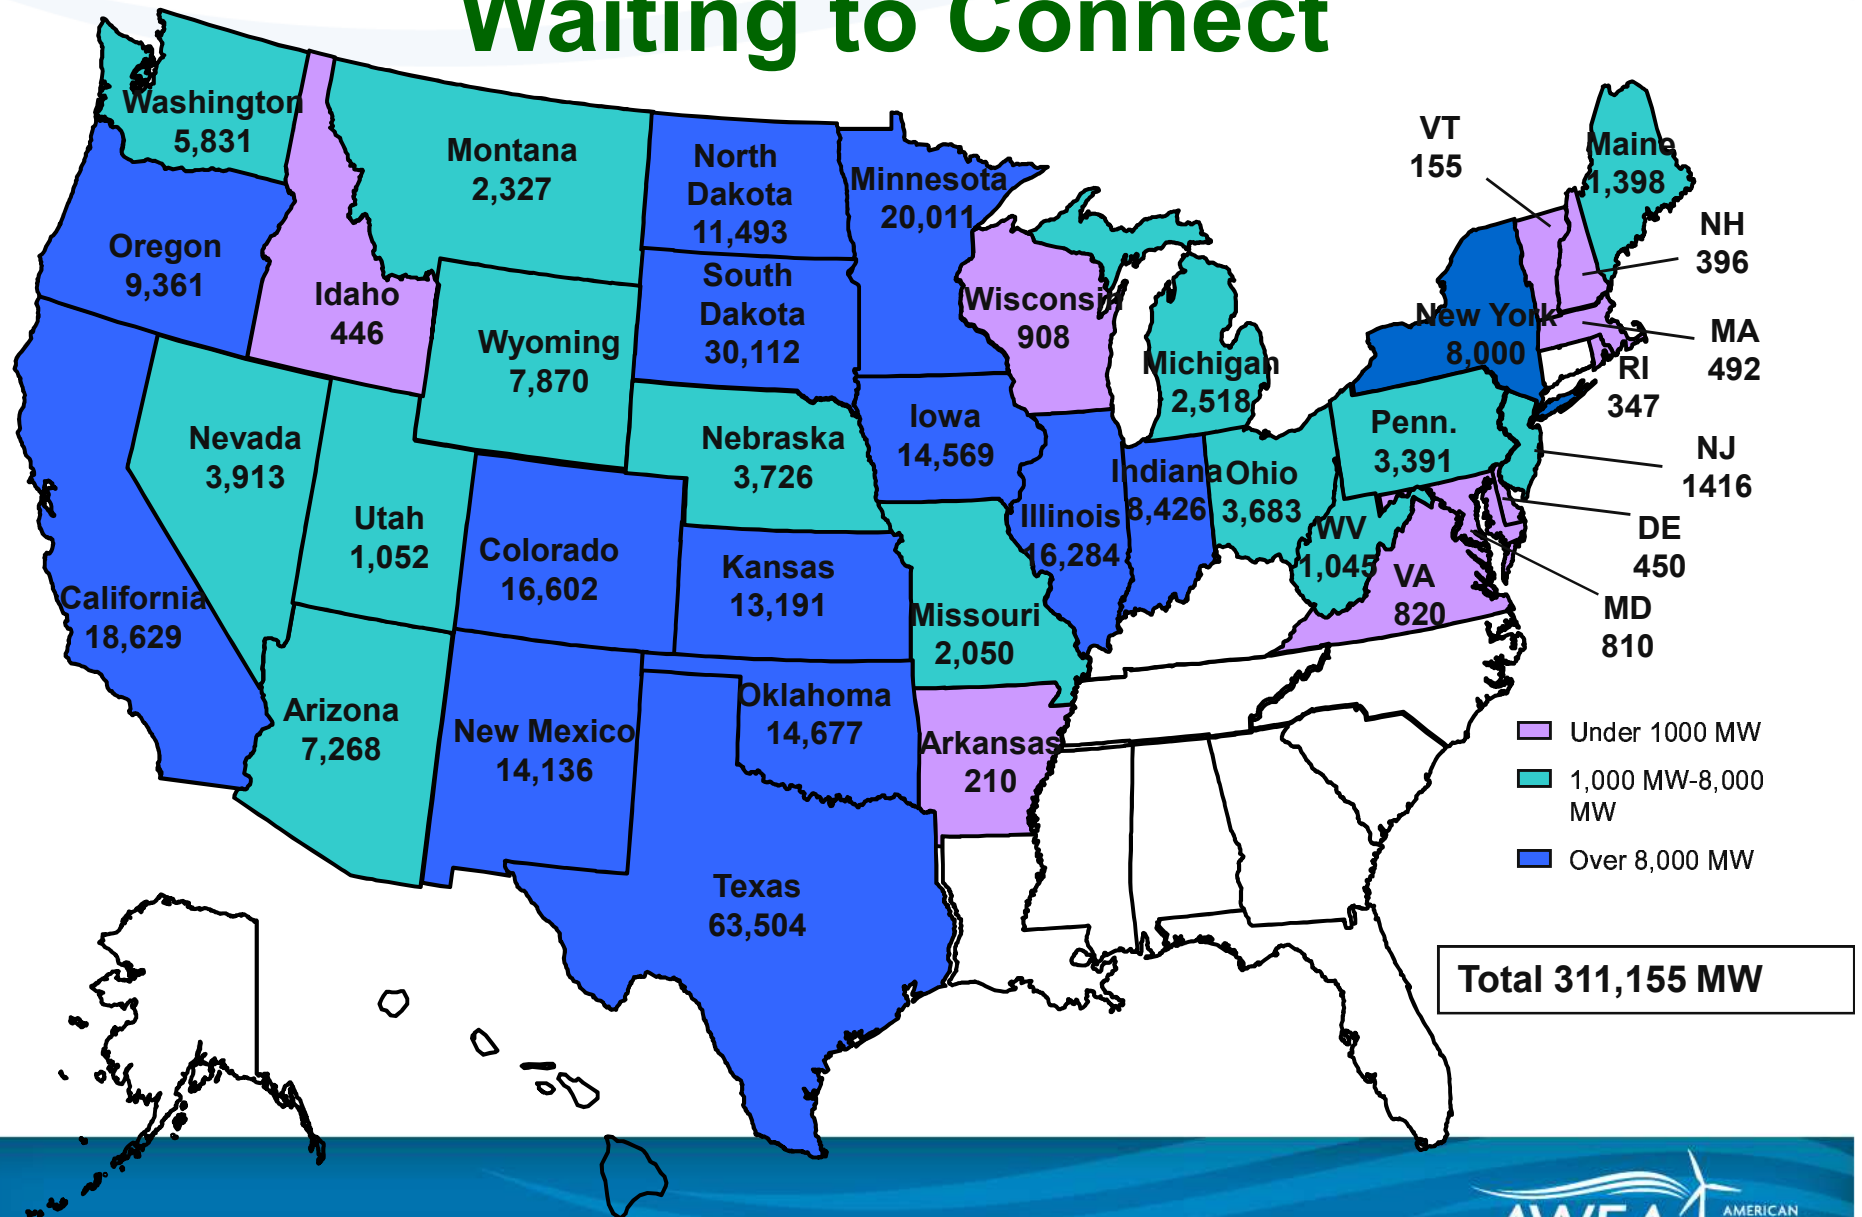 Waiting to Connect
Washington
5,831
Montana
2,327
North
Dakota
11,493
Minnesota
20,011
VT
155
Maine
1,398
NH
396
Oregon
9,361
Idaho
446
South
Dakota
30,112
Wisconsin
908
New York
8,000
MA
492
RI
347
Wyoming
7,870
Michigan
2,518
Nevada
3,913
Nebraska
3,726
Iowa
14,569
Penn.
3,391
NJ
1416
Indiana
8,426
Ohio
3,683
Utah
1,052
Colorado
16,602
Illinois
16,284
WV
1,045
DE
450
California
18,629
Kansas
13,191
VA
820
MD
810
Missouri
2,050
Arizona
7,268
New Mexico
14,136
Oklahoma
14,677
Arkansas
210
Under 1000 MW
1,000 MW-8,000
MW
Over 8,000 MW
Texas
63,504
Total 311,155 MW
AWEA
AMERICAN